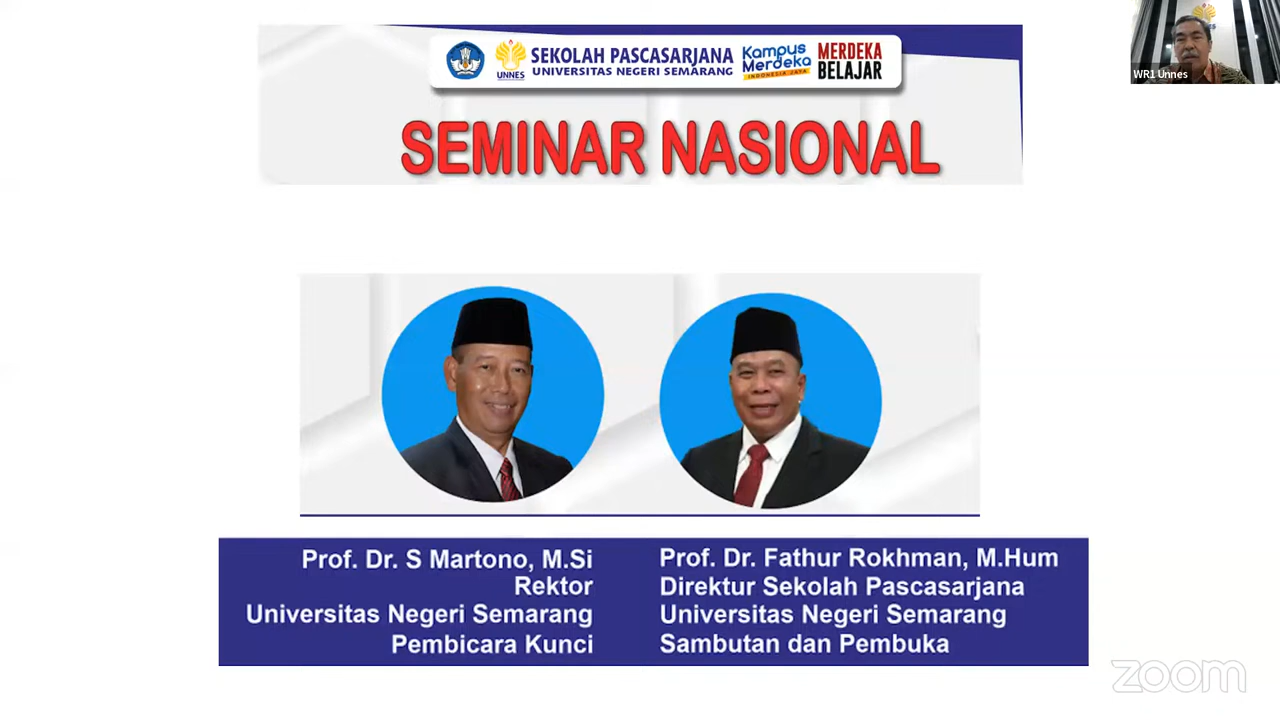 UNNES
SEKOLAH PASCASARJANA
UNIVERSITAS NEGERI SEMARANG
Kampus
Merdeka
INDONESIA JAYA
MERDEKA
BELAJAR
WR1 Unnes
SEMINAR NASIONAL
Prof. Dr. S Martono, M.Si
Rektor
Universitas Negeri Semarang
Pembicara Kunci
Prof. Dr. Fathur Rokhman, M.Hum
Direktur Sekolah Pascasarjana
Universitas Negeri Semarang
Sambutan dan Pembuka
zoom